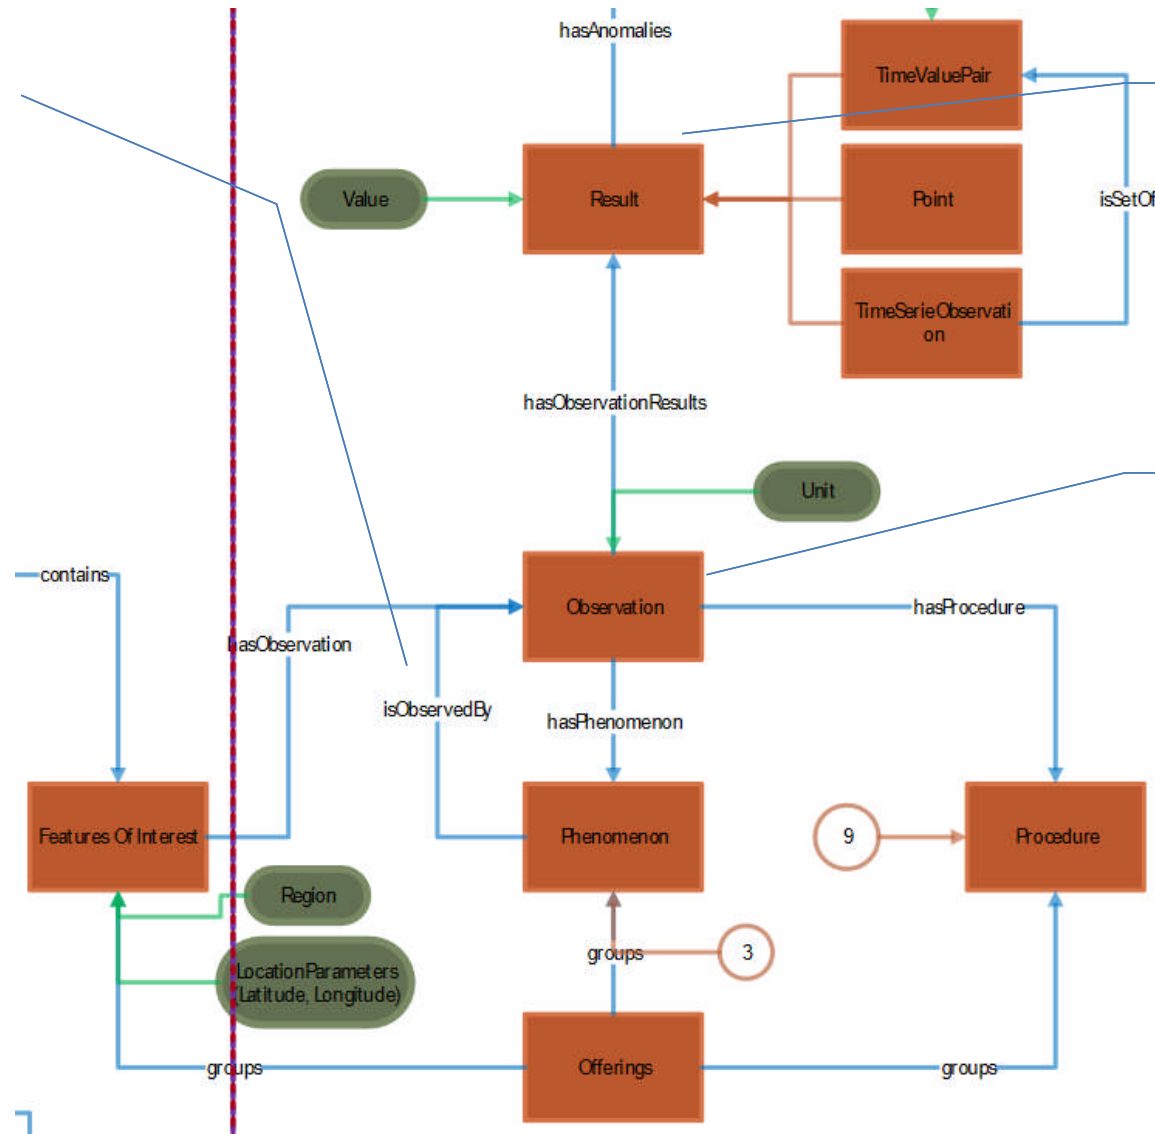 hasAnomalies
TimeValuePair
Value
Result
Point
isSetOf
TimeSerieObservati
on
hasObservationResults
Unit
contains
Observation
hasProcedure
hasObservation
isObservedBy
hasPhenomenon
Features Of Interest
Phenomenon
9
Procedure
Region
groups
3
LocationParameters
(Latitude, Longitude)
groups
Offerings
groups